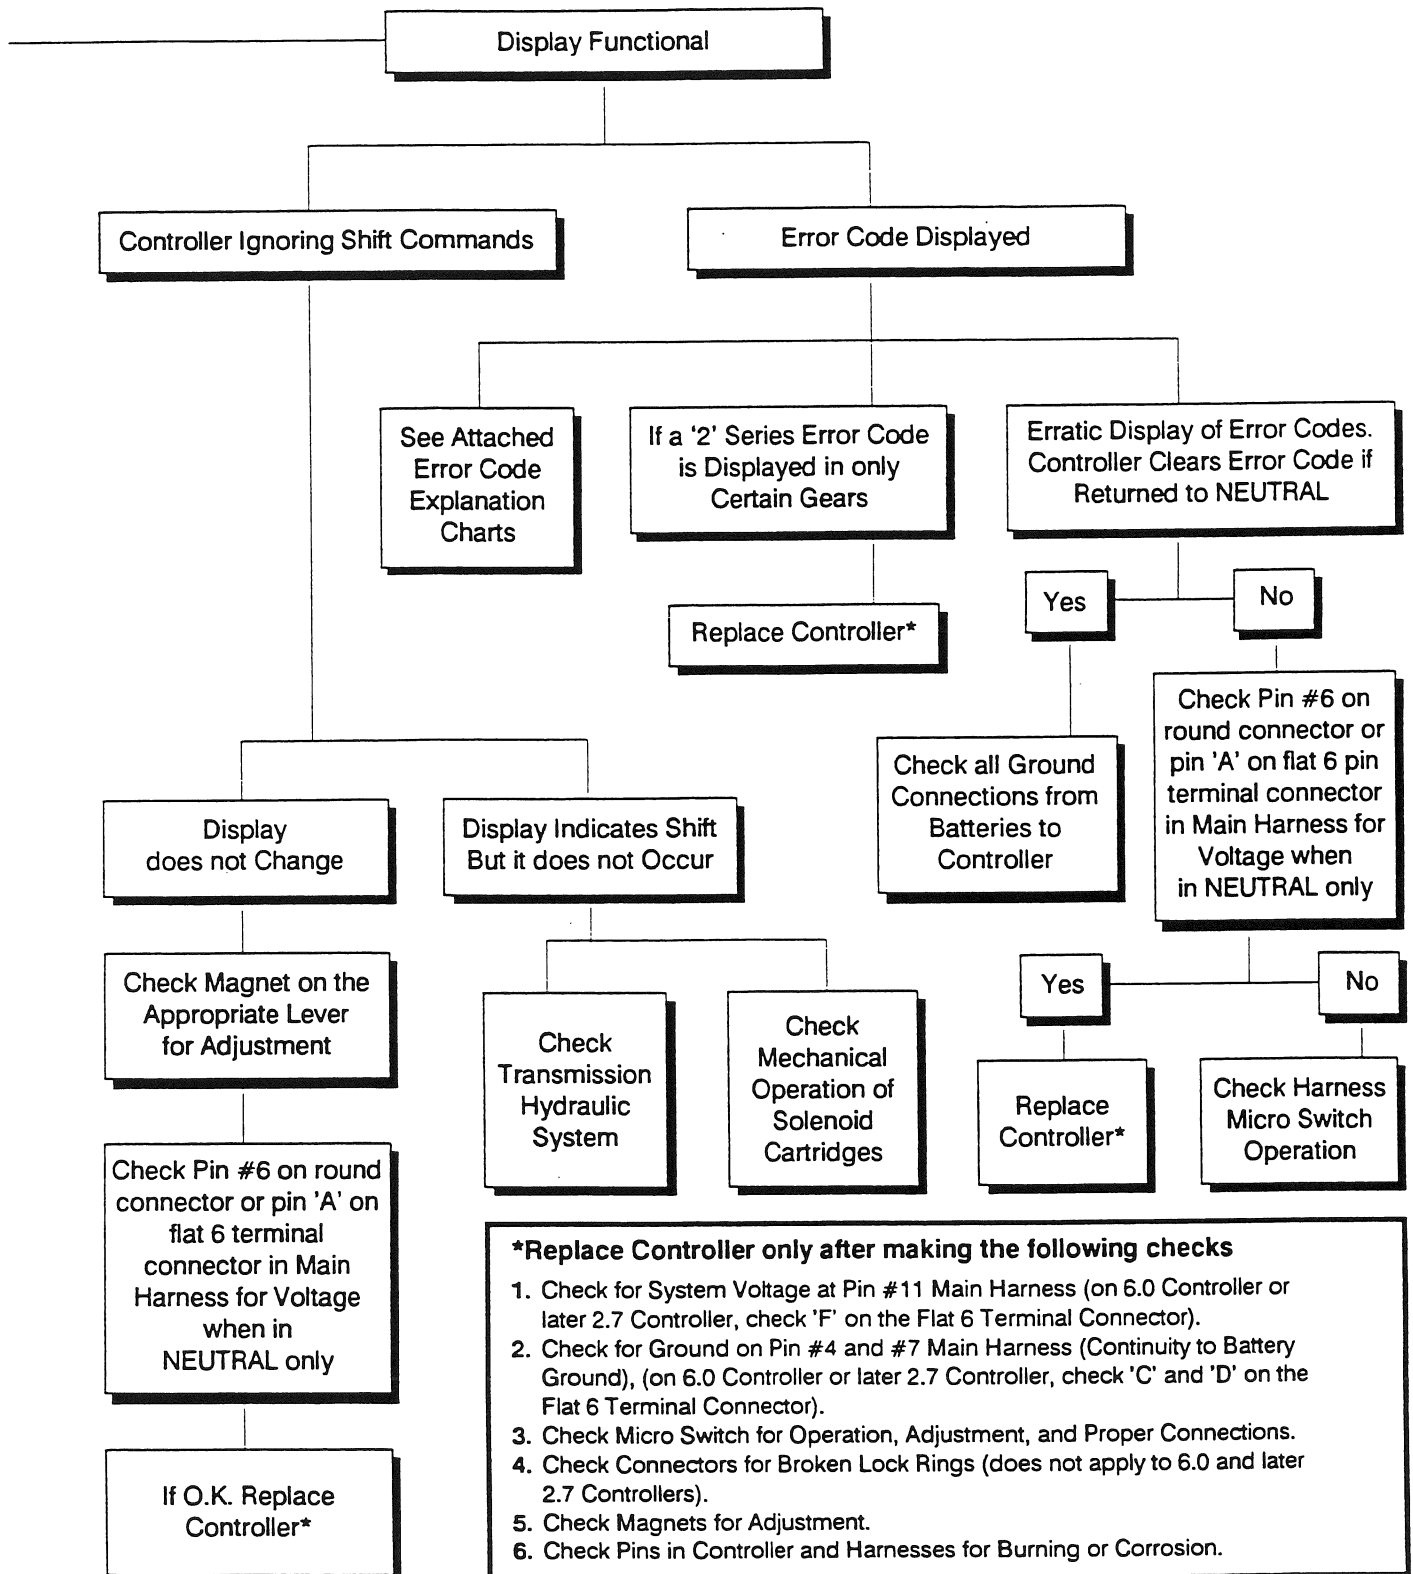 Display Functional
Controller Ignoring Shift Commands
Error Code Displayed
See Attached
Error Code
Explanation
Charts
If a '2' Series Error Code
is Displayed in only
Certain Gears
Erratic Display of Error Codes.
Controller Clears Error Code if
Returned to NEUTRAL
Replace Controller*
Yes
No
Check all Ground
Connections from
Batteries to
Controller
Check Pin #6 on
round connector or
pin 'A' on flat 6 pin
terminal connector
in Main Harness for
Voltage when
in NEUTRAL only
Display
does not Change
Display Indicates Shift
But it does not Occur
Check Magnet on the
Appropriate Lever
for Adjustment
Check
Transmission
Hydraulic
System
Check
Mechanical
Operation of
Solenoid
Cartridges
Yes
No
Replace
Controller*
Check Harness
Micro Switch
Operation
Check Pin #6 on round
connector or pin 'A' on
flat 6 terminal
connector in Main
Harness for Voltage
when in
NEUTRAL only
If O.K. Replace
Controller*
*Replace Controller only after making the following checks
1. Check for System Voltage at Pin #11 Main Harness (on 6.0 Controller or
later 2.7 Controller, check 'F' on the Flat 6 Terminal Connector).
2. Check for Ground on Pin #4 and #7 Main Harness (Continuity to Battery
Ground), (on 6.0 Controller or later 2.7 Controller, check 'C' and 'D' on the
Flat 6 Terminal Connector).
3. Check Micro Switch for Operation, Adjustment, and Proper Connections.
4. Check Connectors for Broken Lock Rings (does not apply to 6.0 and later
2.7 Controllers).
5. Check Magnets for Adjustment.
6. Check Pins in Controller and Harnesses for Burning or Corrosion.